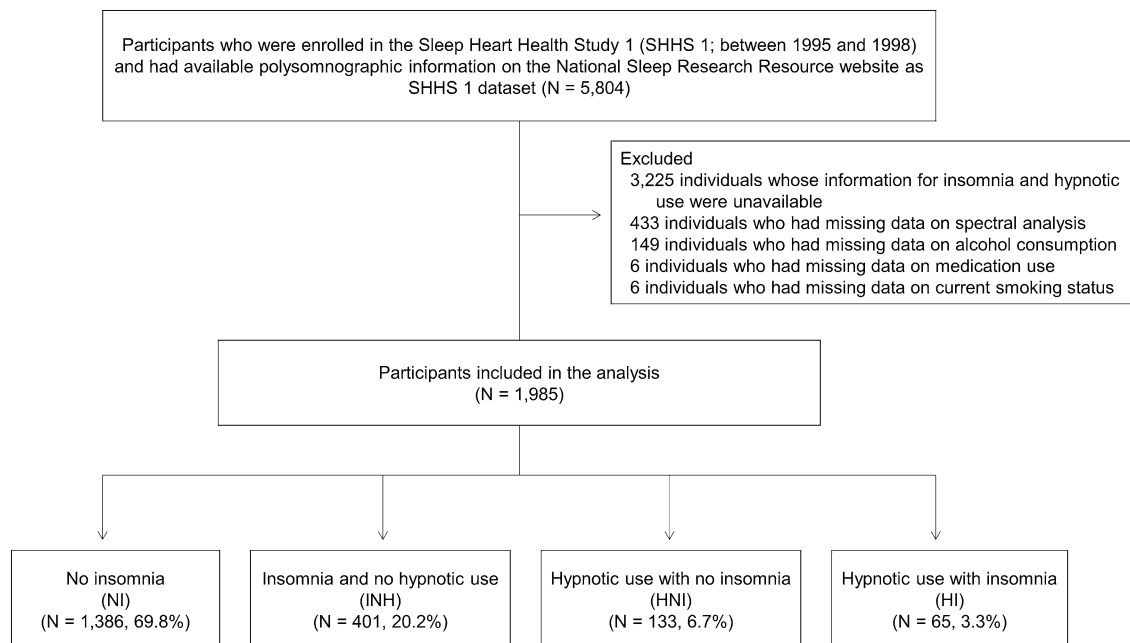 Participants who were enrolled in the Sleep Heart Health Study 1 (SHHS 1; between 1995 and 1998)
and had available polysomnographic information on the National Sleep Research Resource website as
SHHS 1 dataset (N = 5,804)
Excluded
3,225 individuals whose information for insomnia and hypnotic
use were unavailable
433 individuals who had missing data on spectral analysis
149 individuals who had missing data on alcohol consumption
6 individuals who had missing data on medication use
6 individuals who had missing data on current smoking status
Participants included in the analysis
(N = 1,985)
No insomnia
(NI)
(N = 1,386, 69.8%)
Insomnia and no hypnotic use
(INH)
(N = 401, 20.2%)
Hypnotic use with no insomnia
(HNI)
(N = 133, 6.7%)
Hypnotic use with insomnia
(HI)
(N = 65, 3.3%)